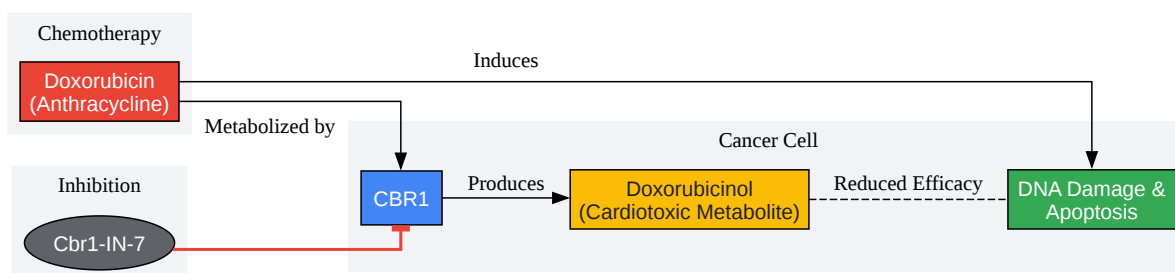 Chemotherapy
Doxorubicin
(Anthracycline)
Induces
Metabolized by
Cancer Cell
Inhibition
CBR1
Produces
Doxorubicinol
(Cardiotoxic Metabolite)
Reduced Efficacy
DNA Damage &
Apoptosis
Cbr1-IN-7